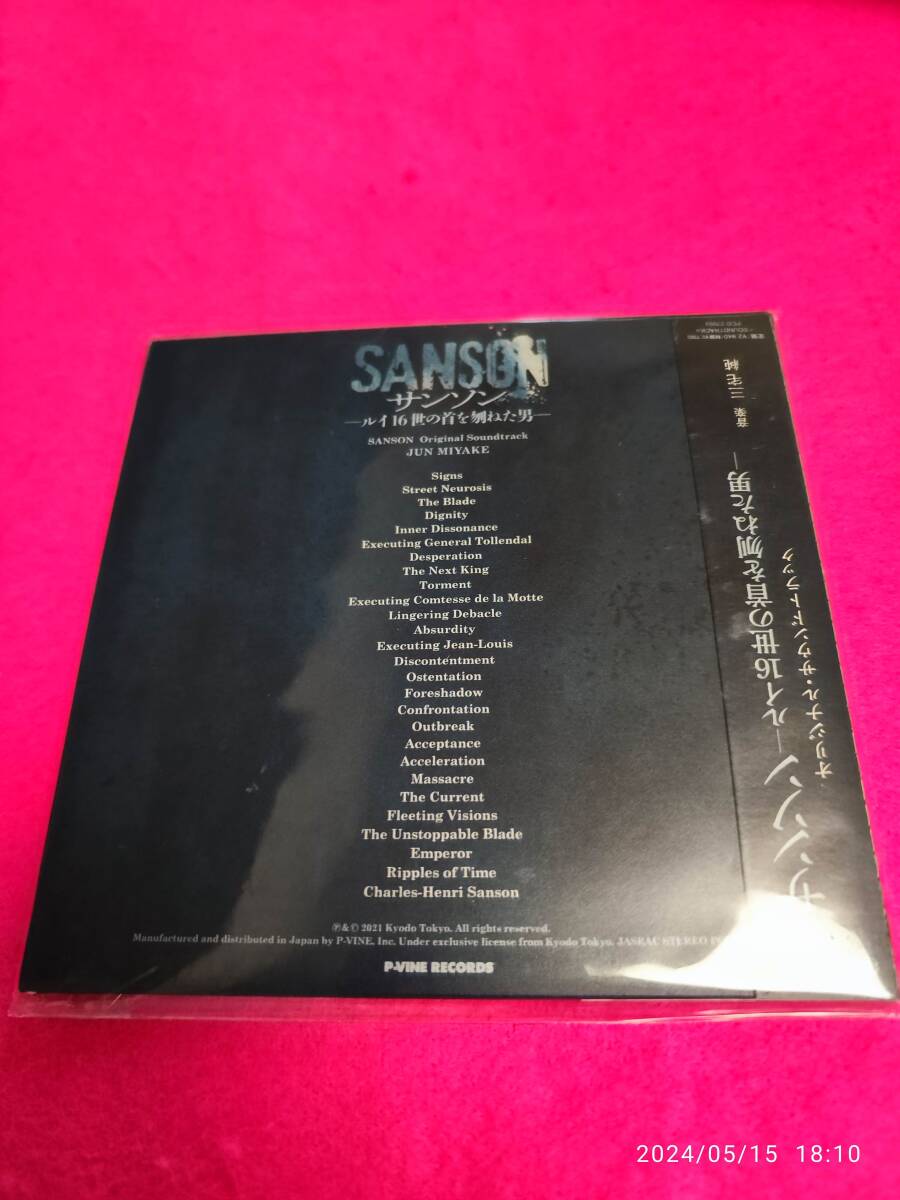 SANSON
サンソン
―ルイ16世の首を刎ねた男―
SANSON Original Soundtrack
JUN MIYAKE
Signs
Street Neurosis
The Blade
Dignity
Inner Dissonance
Executing General Tollendal
Desperation
The Next King
Torment
Executing Comtesse de la Motte
Lingering Debacle
Absurdity
Executing Jean-Louis
Discontentment
Ostentation
Foreshadow
Confrontation
Outbreak
Acceptance
Acceleration
Massacre
The Current
Fleeting Visions
The Unstoppable Blade
Emperor
Ripples of Time
Charles-Henri Sanson
Ⓟ&Ⓒ 2021 Kyodo Tokyo. All rights reserved.
Manufactured and distributed in Japan by P-VINE, Inc. Under exclusive license from Kyodo Tokyo. JASRAC STEREO
P-VINE RECORDS
サンソン―ルイ16世の首を刎ねた男―
オリジナル・サウンドトラック
音楽 三宅 純
2024/05/15 18:10